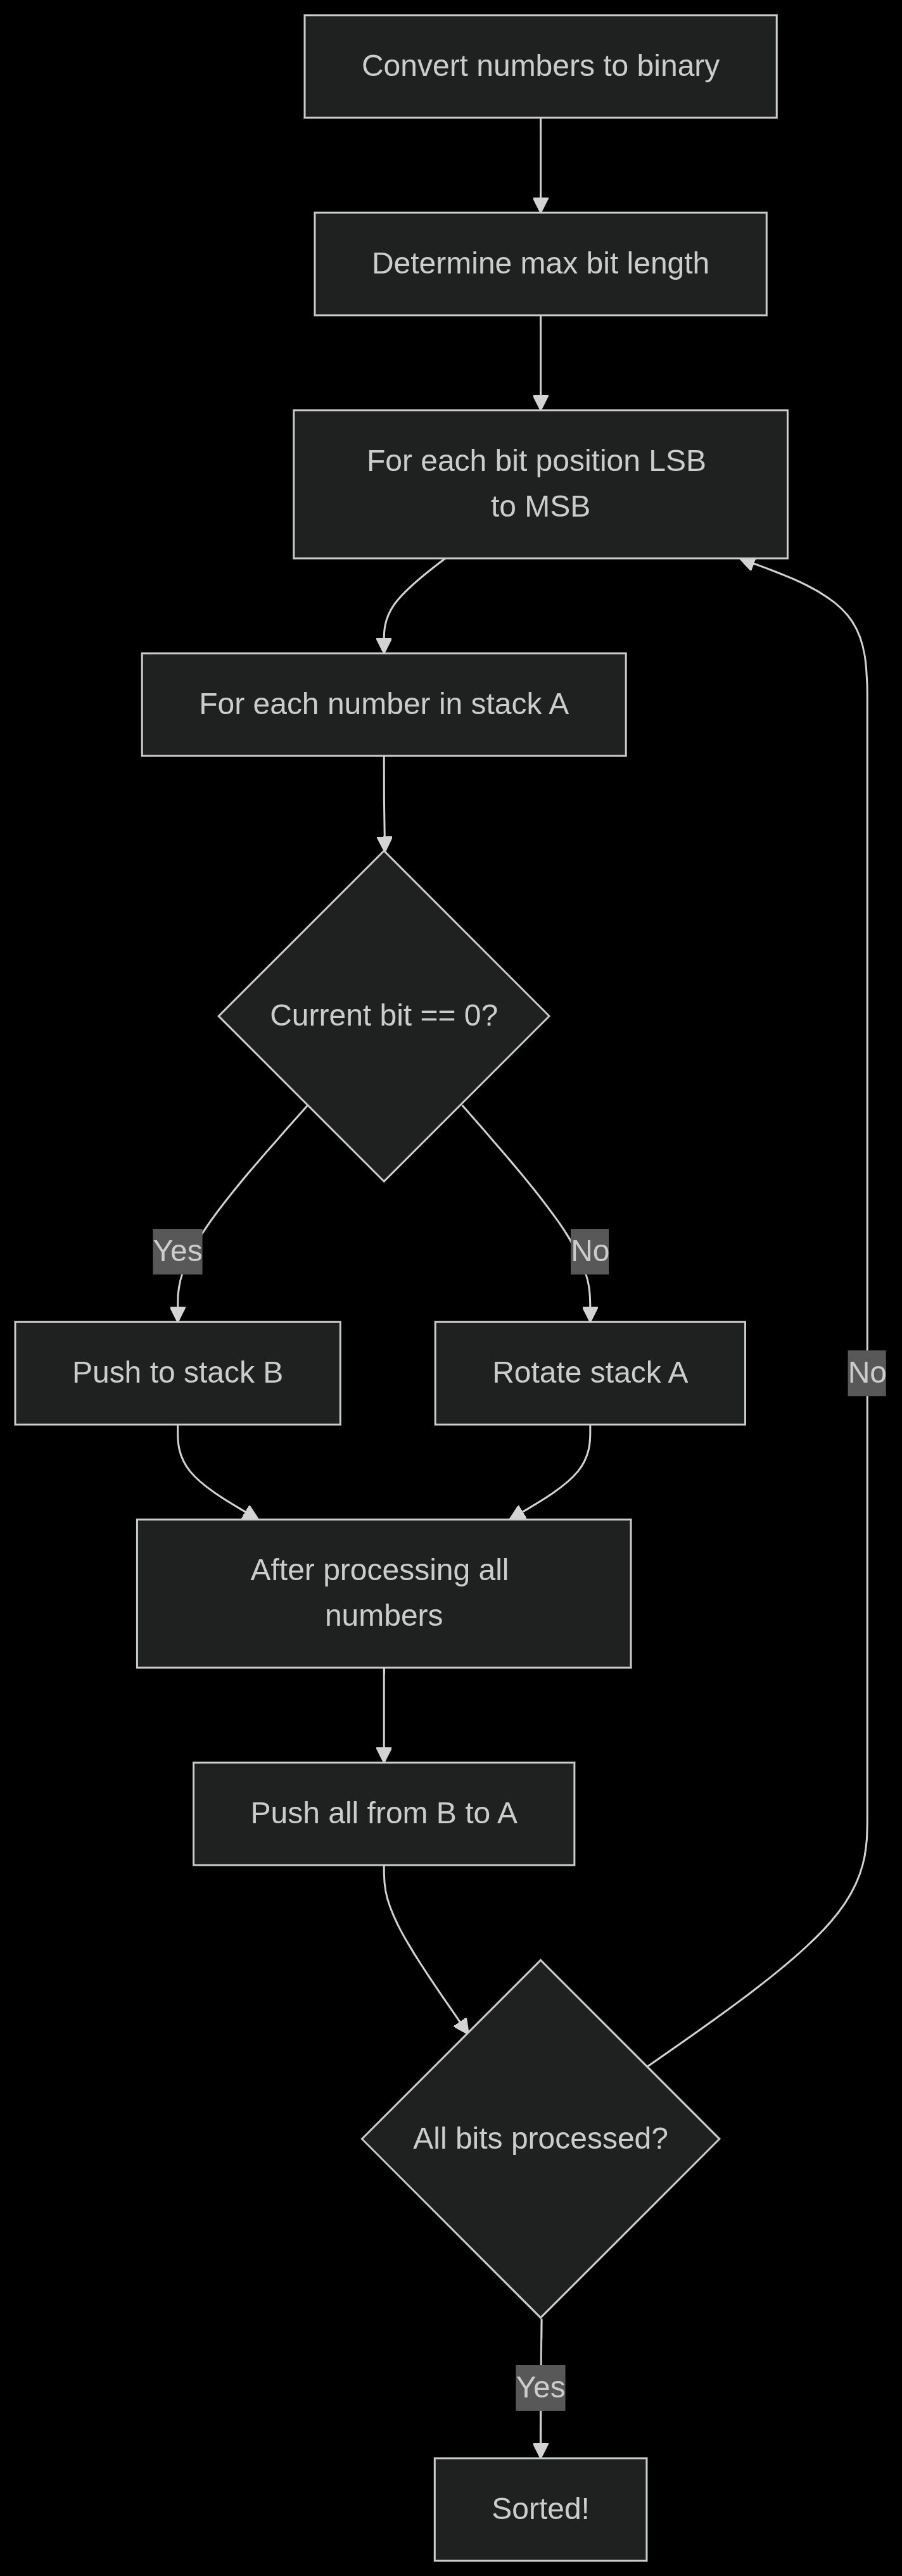 Convert numbers to binary
Determine max bit length
For each bit position LSB
to MSB
For each number in stack A
Current bit == 0?
Yes
No
Push to stack B
Rotate stack A
No
After processing all
numbers
Push all from B to A
All bits processed?
Yes
Sorted!